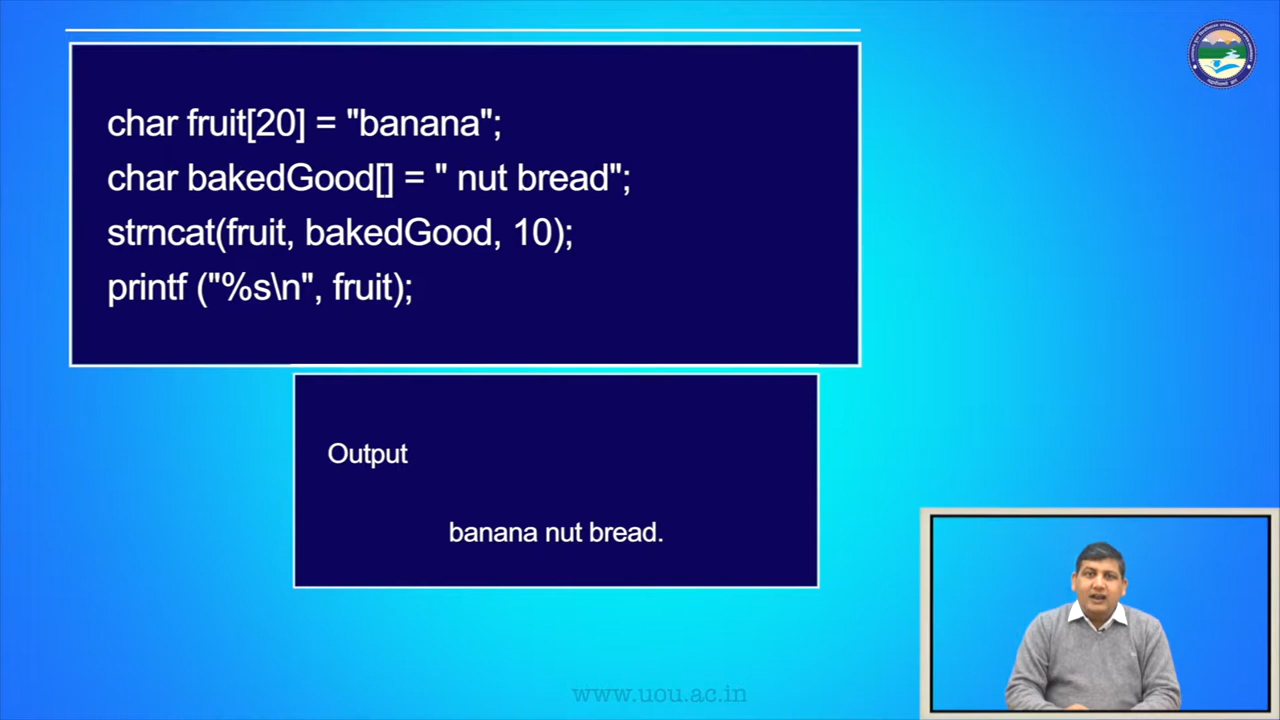 char fruit[20] = "banana";
char bakedGood[] = " nut bread";
strncat(fruit, bakedGood, 10);
printf ("%s\n", fruit);
Output
banana nut bread.
www.uou.ac.in